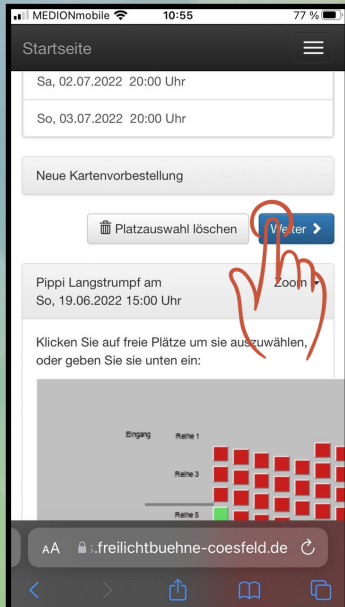 MEDIONmobile 10:55 77 %
Startseite
Sa, 02.07.2022 20:00 Uhr
So, 03.07.2022 20:00 Uhr
Neue Kartenvorbestellung
Platzauswahl löschen Weiter
Pippi Langstrumpf am Zoom
So, 19.06.2022 15:00 Uhr
Klicken Sie auf freie Plätze um sie auszuwählen,
oder geben Sie sie unten ein:
Eingang Reihe 1
Reihe 3
Reihe 5
AA .freilichtbuehne-coesfeld.de